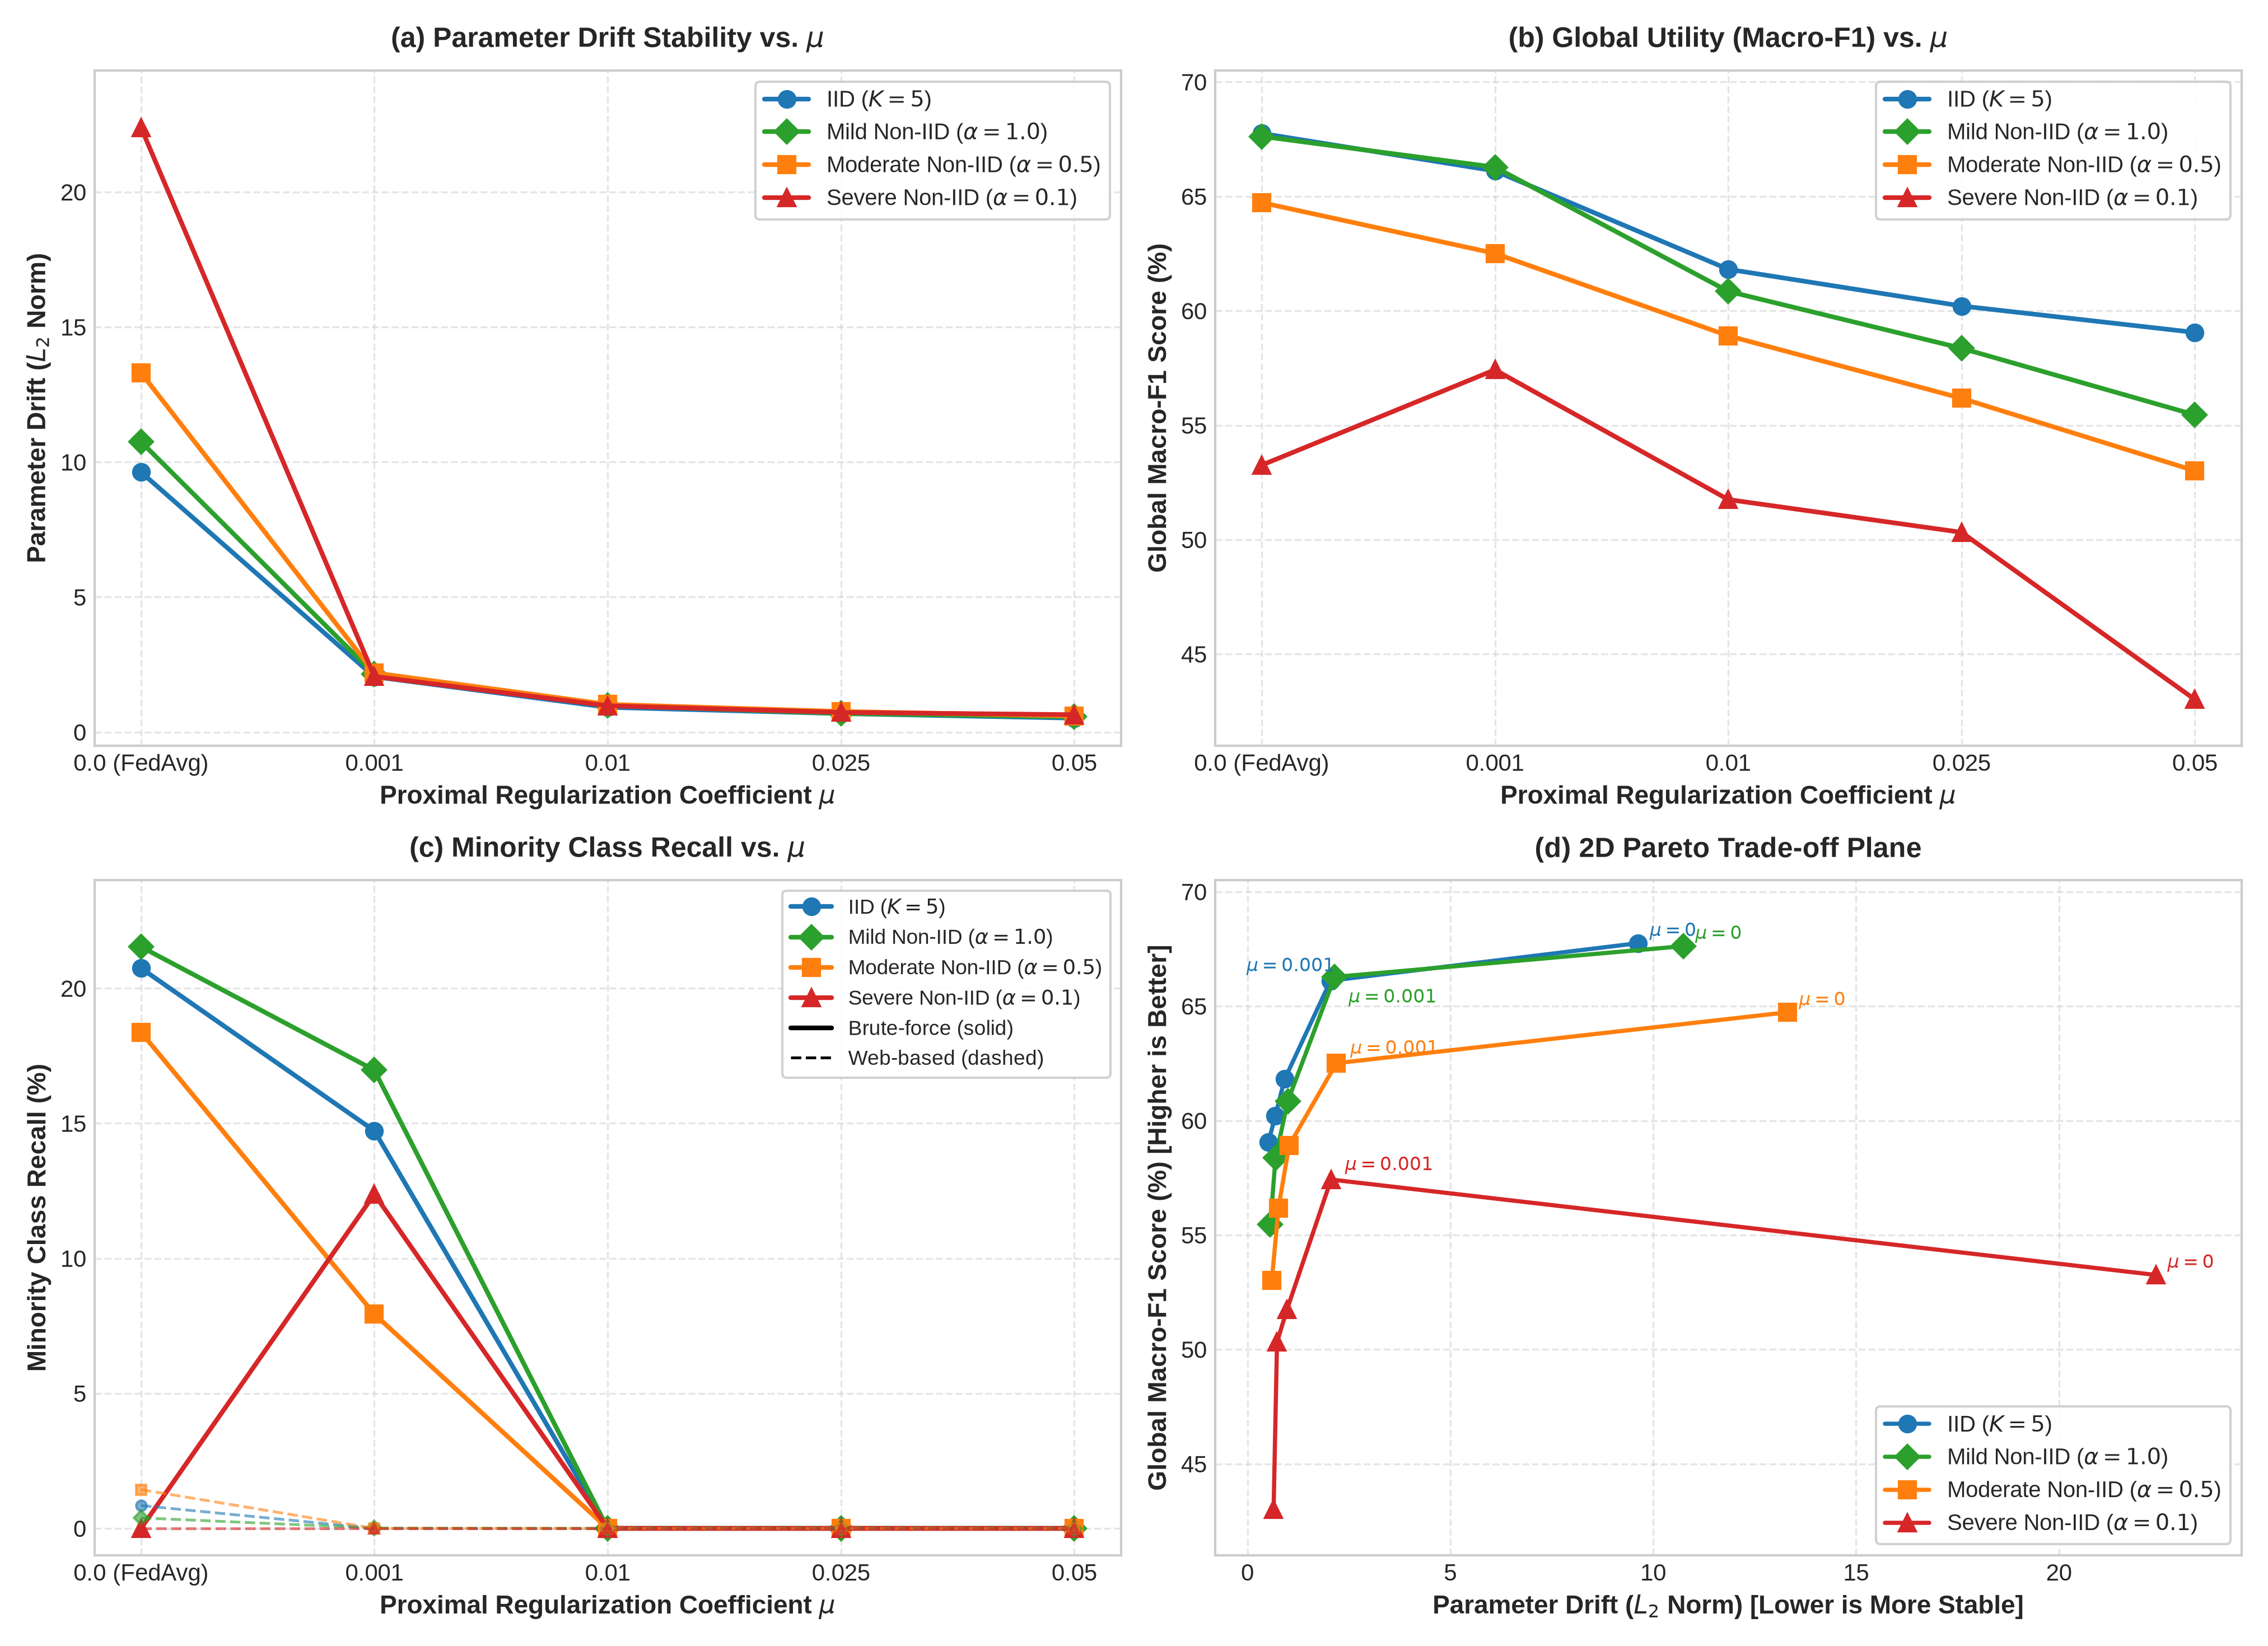 (a) Parameter Drift Stability vs. μ
Parameter Drift (L₂ Norm)
20
15
10
5
0
IID (K = 5)
Mild Non-IID (α = 1.0)
Moderate Non-IID (α = 0.5)
Severe Non-IID (α = 0.1)
0.0 (FedAvg) 0.001 0.01 0.025 0.05
Proximal Regularization Coefficient μ
(b) Global Utility (Macro-F1) vs. μ
Global Macro-F1 Score (%)
70
65
60
55
50
45
IID (K = 5)
Mild Non-IID (α = 1.0)
Moderate Non-IID (α = 0.5)
Severe Non-IID (α = 0.1)
0.0 (FedAvg) 0.001 0.01 0.025 0.05
Proximal Regularization Coefficient μ
(c) Minority Class Recall vs. μ
Minority Class Recall (%)
20
15
10
5
0
IID (K = 5)
Mild Non-IID (α = 1.0)
Moderate Non-IID (α = 0.5)
Severe Non-IID (α = 0.1)
Brute-force (solid)
Web-based (dashed)
0.0 (FedAvg) 0.001 0.01 0.025 0.05
Proximal Regularization Coefficient μ
(d) 2D Pareto Trade-off Plane
Global Macro-F1 Score (%) [Higher is Better]
70
65
60
55
50
45
μ = 0
μ = 0
μ = 0.001
μ = 0.001
μ = 0
μ = 0.001
μ = 0.001
μ = 0
IID (K = 5)
Mild Non-IID (α = 1.0)
Moderate Non-IID (α = 0.5)
Severe Non-IID (α = 0.1)
0 5 10 15 20
Parameter Drift (L₂ Norm) [Lower is More Stable]